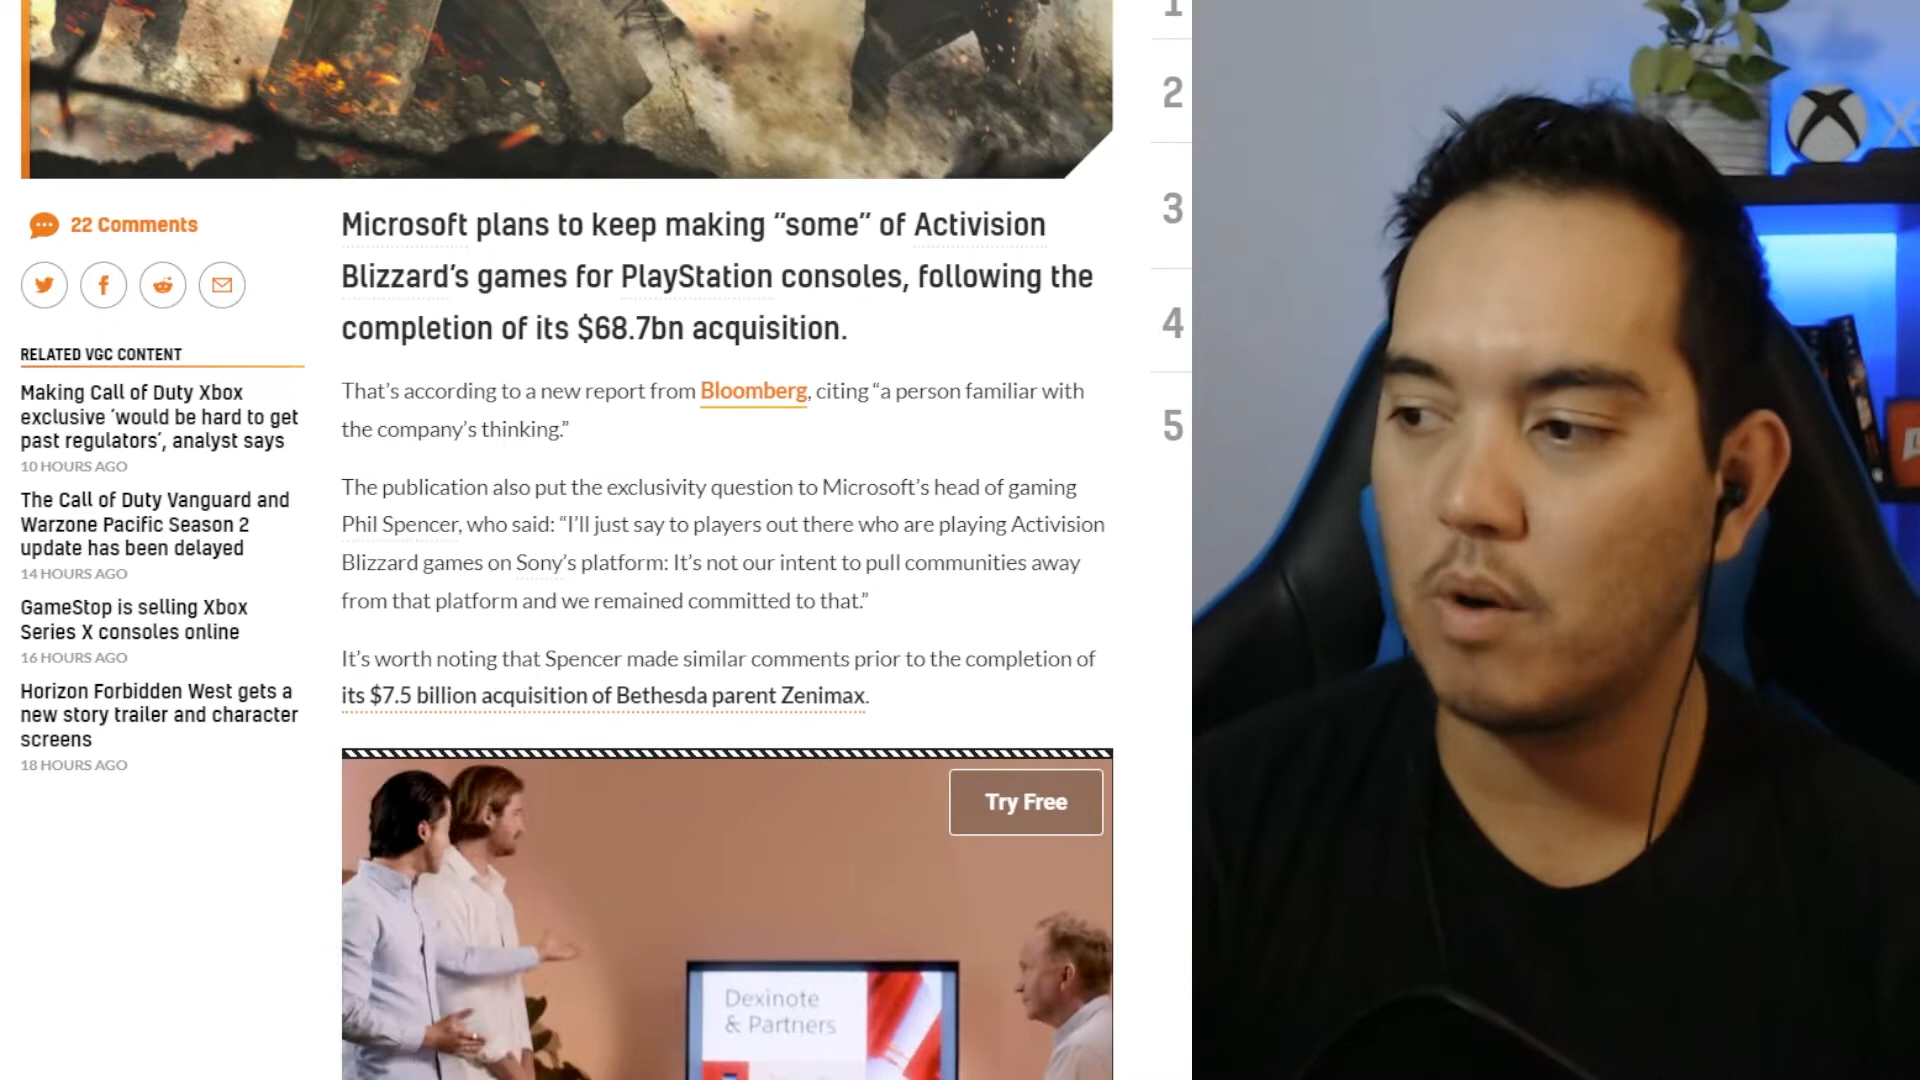 22 Comments
RELATED VGC CONTENT
Making Call of Duty Xbox
exclusive ‘would be hard to get
past regulators’, analyst says
10 HOURS AGO
The Call of Duty Vanguard and
Warzone Pacific Season 2
update has been delayed
14 HOURS AGO
GameStop is selling Xbox
Series X consoles online
16 HOURS AGO
Horizon Forbidden West gets a
new story trailer and character
screens
18 HOURS AGO
Microsoft plans to keep making “some” of Activision
Blizzard’s games for PlayStation consoles, following the
completion of its $68.7bn acquisition.
That’s according to a new report from Bloomberg, citing “a person familiar with
the company’s thinking.”
The publication also put the exclusivity question to Microsoft’s head of gaming
Phil Spencer, who said: “I’ll just say to players out there who are playing Activision
Blizzard games on Sony’s platform: It’s not our intent to pull communities away
from that platform and we remained committed to that.”
It’s worth noting that Spencer made similar comments prior to the completion of
its $7.5 billion acquisition of Bethesda parent Zenimax.
Try Free
Dexinote
& Partners
1
2
3
4
5
X